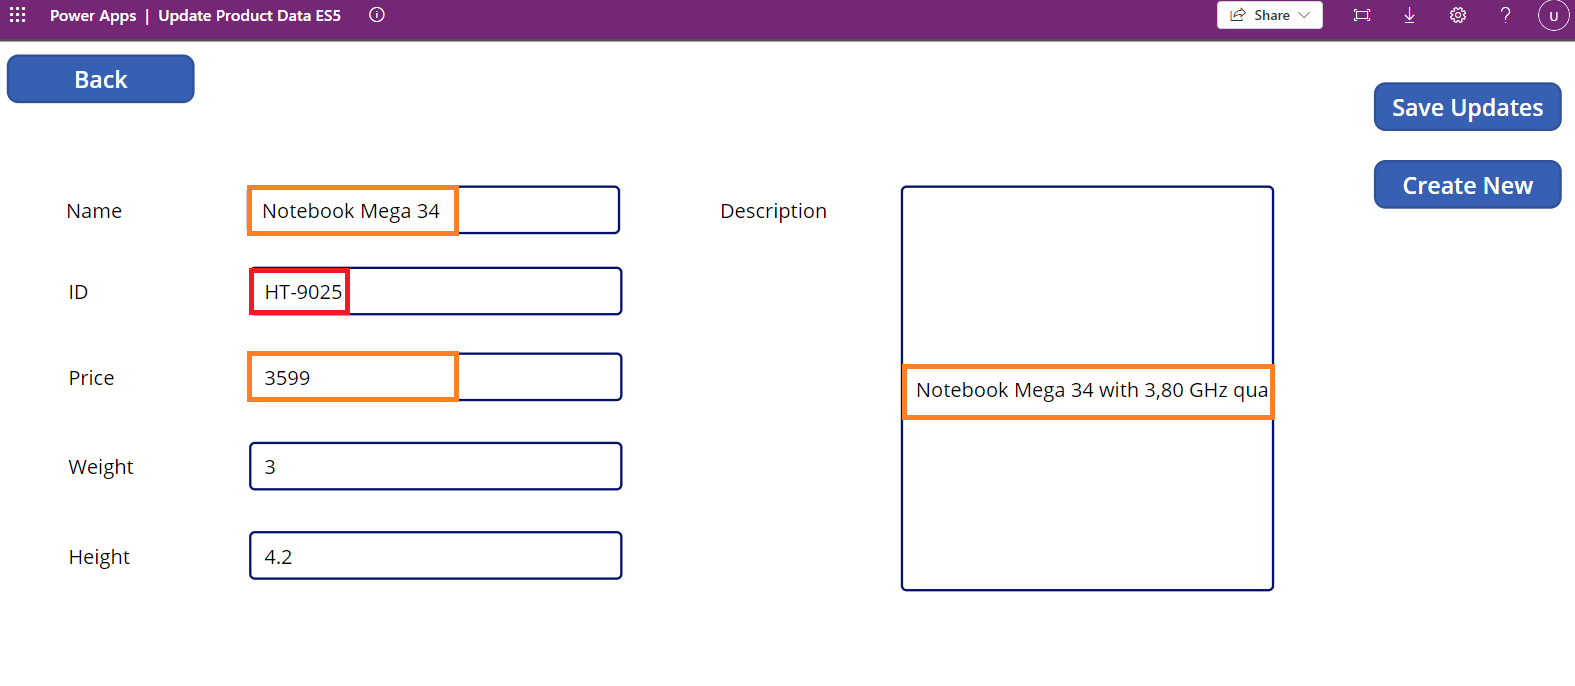 Power Apps | Update Product Data ES5
Share
?
U
Back
Save Updates
Create New
Name
Notebook Mega 34
ID
HT-9025
Price
3599
Weight
3
Height
4.2
Description
Notebook Mega 34 with 3,80 GHz qua